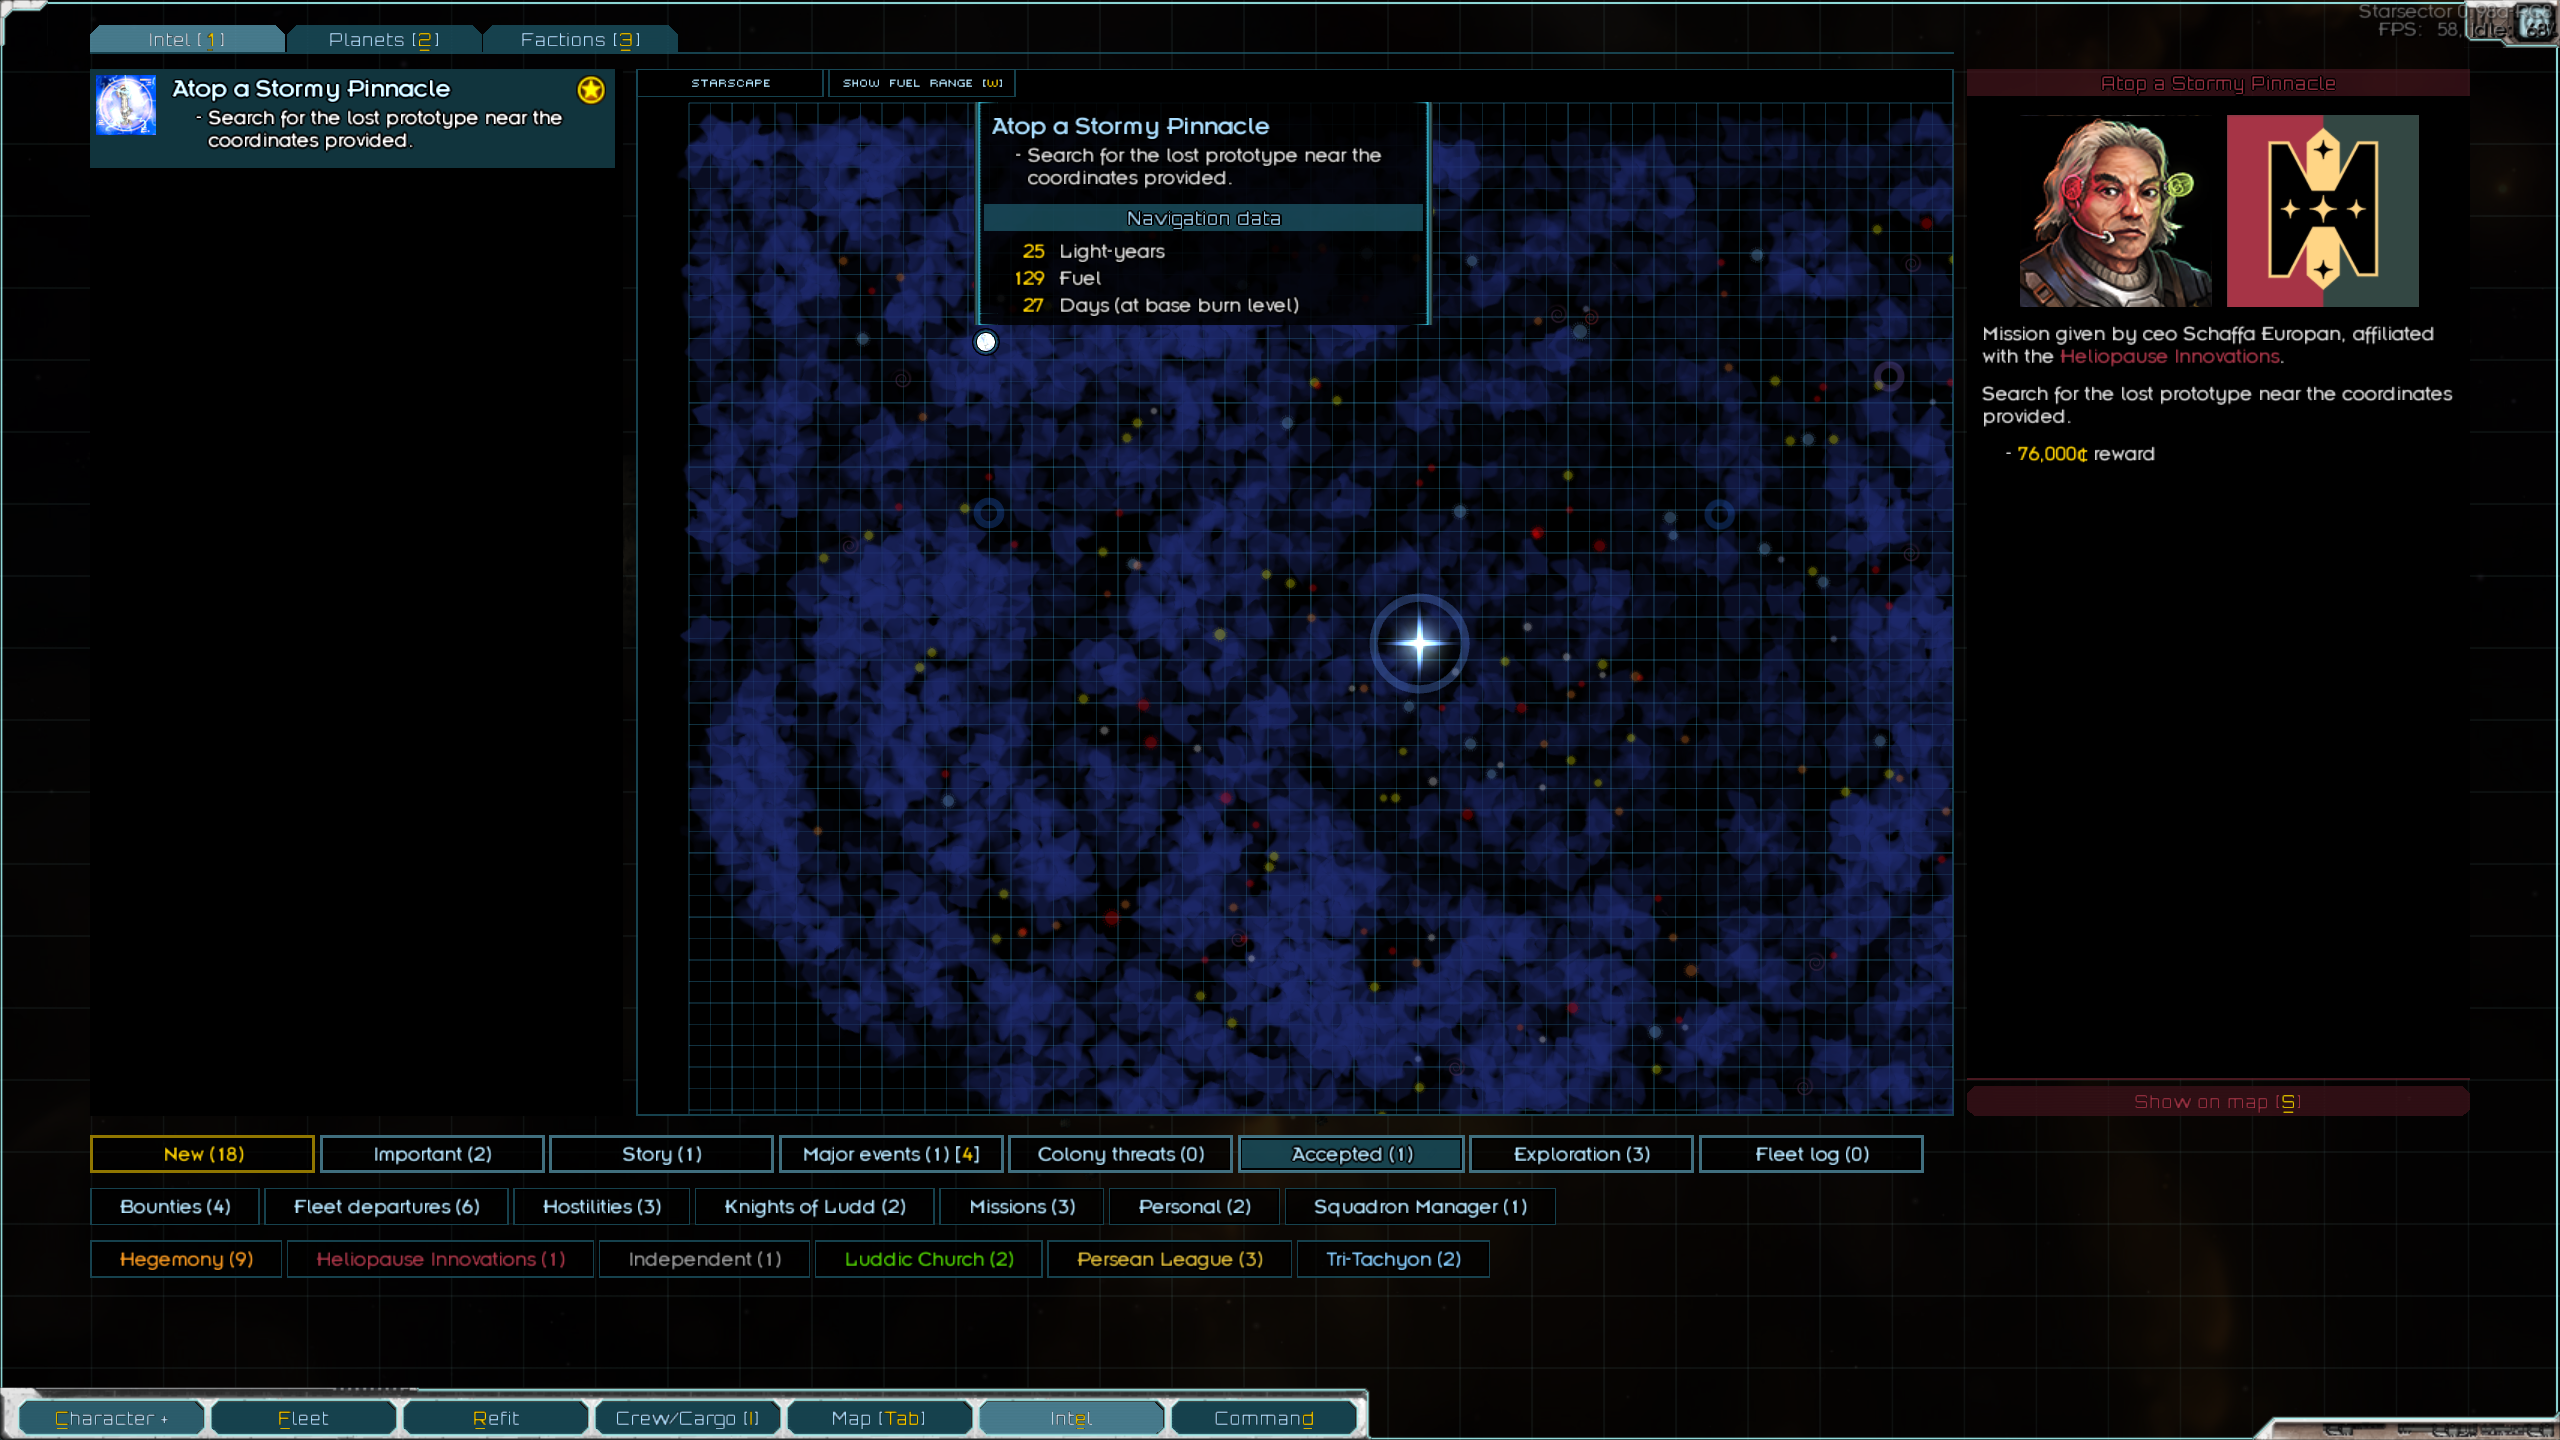 Intel [1]
Planets [2]
Factions [3]
FPS: 58,
Atop a Stormy Pinnacle
- Search for the lost prototype near the
coordinates provided.
STARSCAPE
SHOW FUEL RANGE [W]
Atop a Stormy Pinnacle
- Search for the lost prototype near the
coordinates provided.
Navigation data
25 Light-years
129 Fuel
27 Days (at base burn level)
Atop a Stormy Pinnacle
Mission given by ceo Schaffa Europan, affiliated
with the Heliopause Innovations.
Search for the lost prototype near the coordinates
provided.
- 76,000¢ reward
Show on map [S]
New (18)
Important (2)
Story (1)
Major events (1) [4]
Colony threats (0)
Accepted (1)
Exploration (3)
Fleet log (0)
Bounties (4)
Fleet departures (6)
Hostilities (3)
Knights of Ludd (2)
Missions (3)
Personal (2)
Squadron Manager (1)
Hegemony (9)
Heliopause Innovations (1)
Independent (1)
Luddic Church (2)
Persean League (3)
Tri-Tachyon (2)
Character +
Fleet
Refit
Crew/Cargo [I]
Map [Tab]
Intel
Command